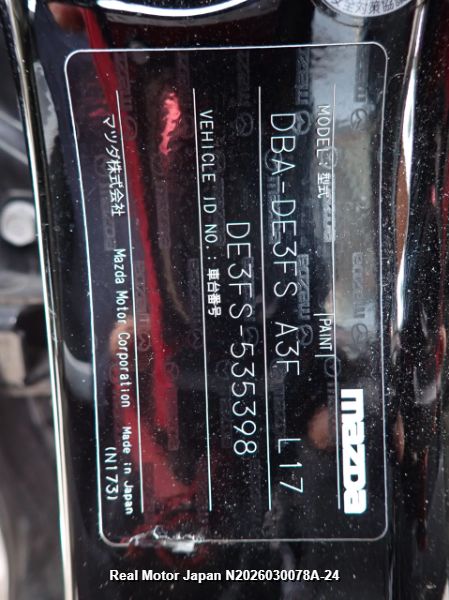 mazda
MODEL : 型式 PAINT
DBA-DE3FS A3F L17
VEHICLE ID NO. : 車台番号
DE3FS-535398
マツダ株式会社 Mazda Motor Corporation Made in Japan
(N173)
Real Motor Japan N2026030078A-24